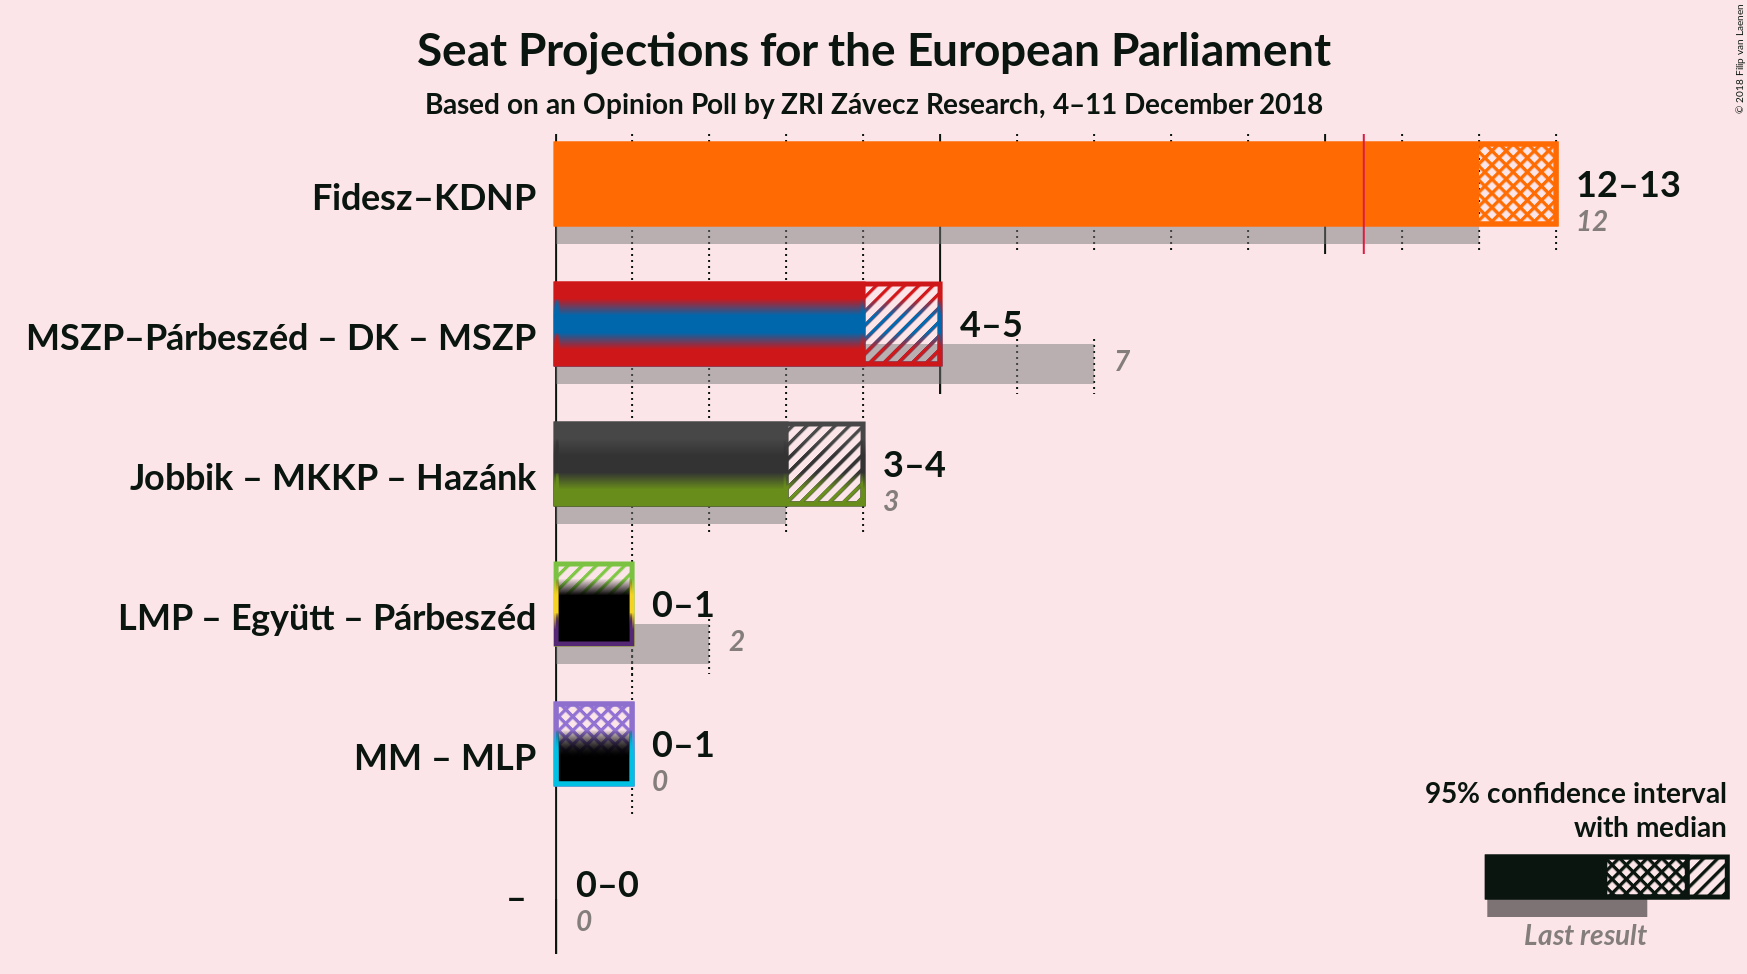 Seat Projections for the European Parliament
Based on an Opinion Poll by ZRI Závecz Research, 4–11 December 2018
© 2018 Filip van Laenen
Fidesz–KDNP
12–13
12
MSZP–Párbeszéd – DK – MSZP
4–5
7
Jobbik – MKKP – Hazánk
3–4
3
LMP – Együtt – Párbeszéd
0–1
2
MM – MLP
0–1
0
–
0–0
0
95% confidence interval
with median
Last result